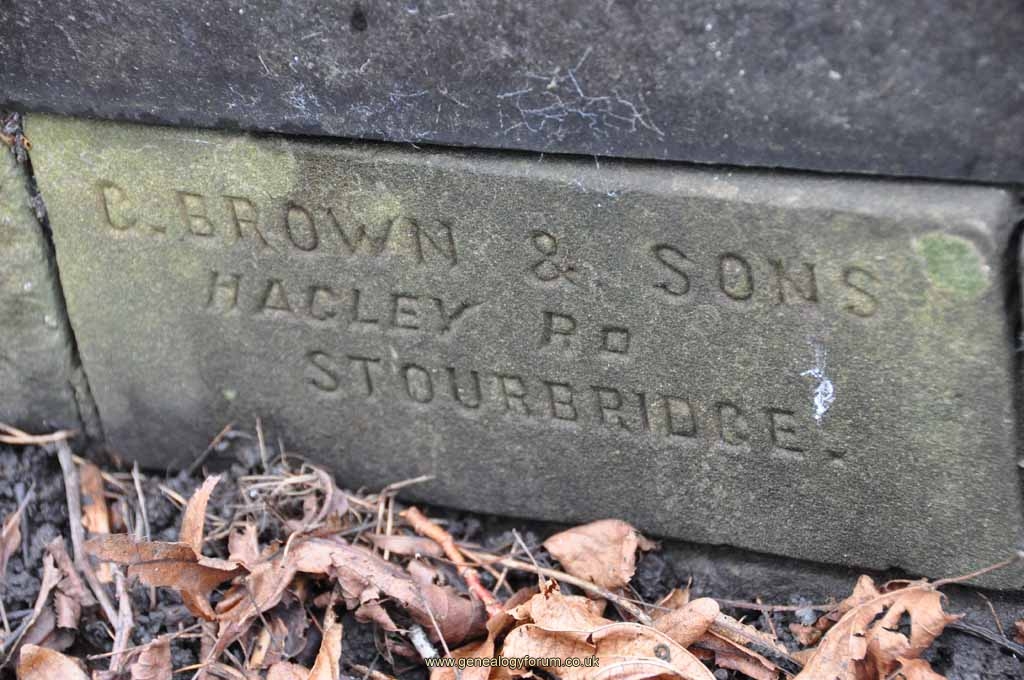 C. BROWN & SONS
HAGLEY RD
STOURBRIDGE.
www.genealogyforum.co.uk